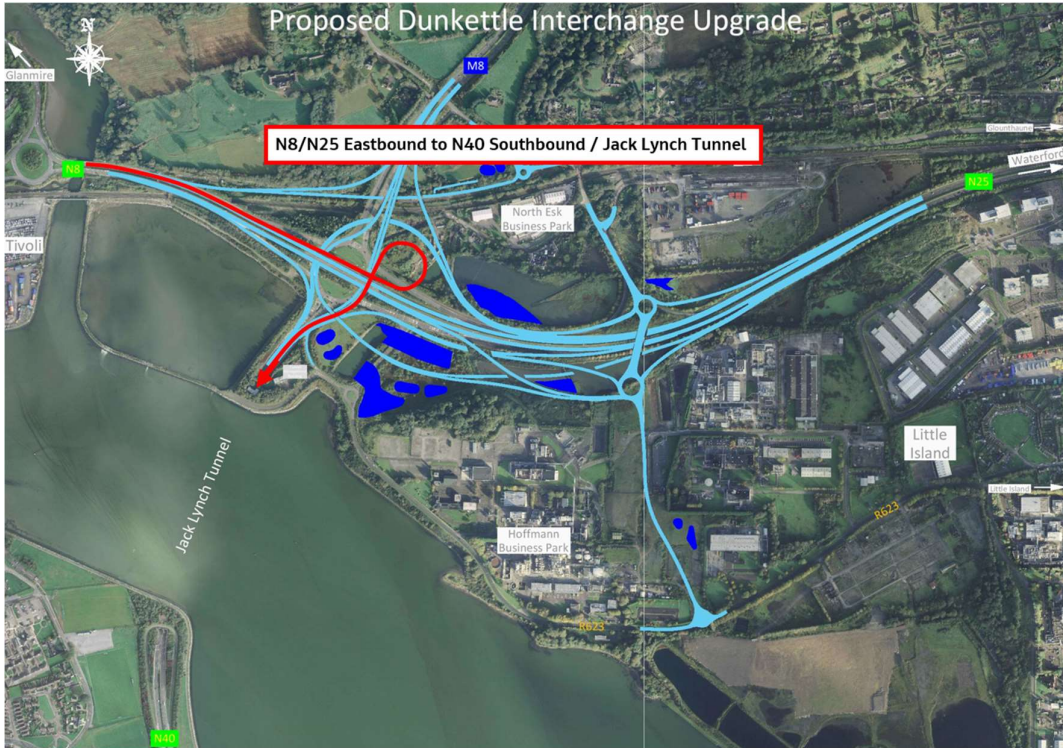 Proposed Dunkettle Interchange Upgrade
N
M8
Glanmire
N8/N25 Eastbound to N40 Southbound / Jack Lynch Tunnel
Glounthaune
Waterford
N8
N25
North Esk
Business Park
Tivoli
Jack Lynch Tunnel
Little
Island
Little Island
R623
Hoffmann
Business Park
R623
N40